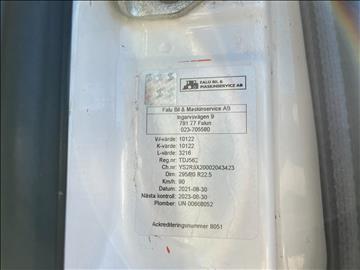 FALU BIL &
MASKINSERVICE AB
Falu Bil & Maskinservice AB
Ingarvsvägen 9
791 77 Falun
023-705580
W-värde: 10122
K-värde: 10122
L-värde: 3216
Reg.nr: TDJ562
Ch.nr: YS2R8X20002043423
Dim: 295/80 R22.5
Km/h: 90
Datum: 2021-08-30
Nästa kontroll: 2023-08-30
Plomber: UN 00668052
Ackrediteringsnummer 8051